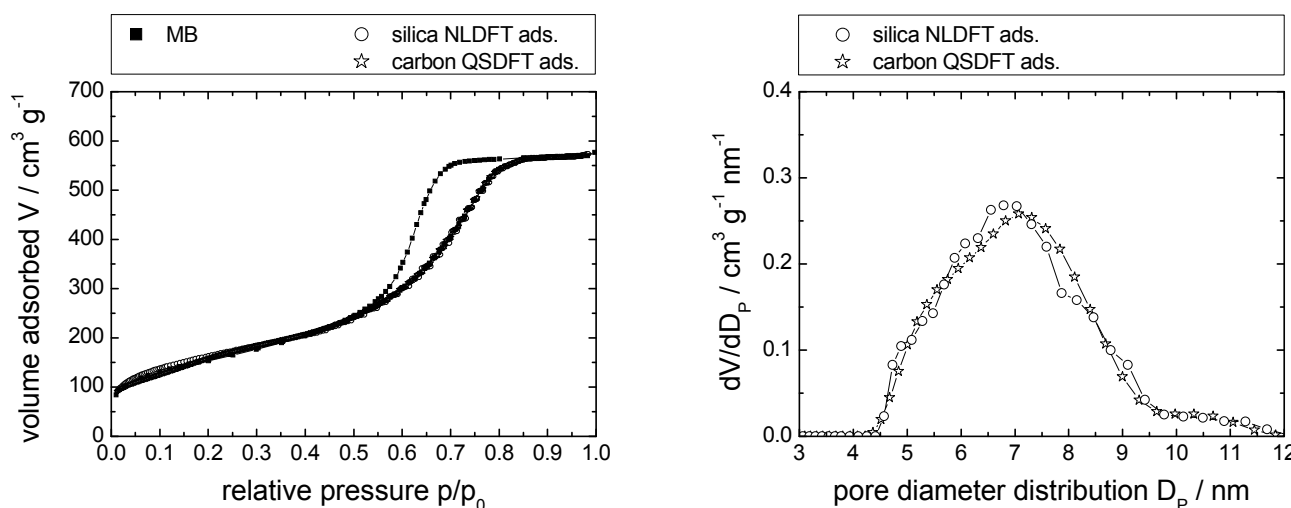 MB
silica NLDFT ads.
carbon QSDFT ads.
700
600
500
400
300
200
100
0
0.0 0.1 0.2 0.3 0.4 0.5 0.6 0.7 0.8 0.9 1.0
volume adsorbed V / cm³ g⁻¹
relative pressure p/p₀
silica NLDFT ads.
carbon QSDFT ads.
0.4
0.3
0.2
0.1
0.0
3 4 5 6 7 8 9 10 11 12
dV/dD_P / cm³ g⁻¹ nm⁻¹
pore diameter distribution D_P / nm